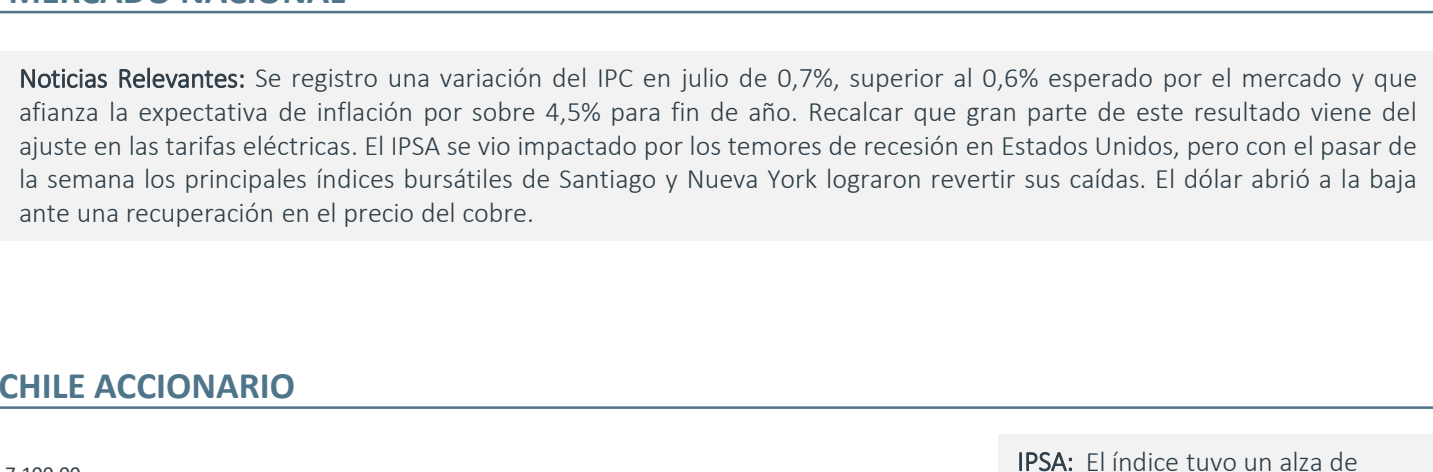 MERCADO NACIONAL
Noticias Relevantes: Se registro una variación del IPC en julio de 0,7%, superior al 0,6% esperado por el mercado y que
afianza la expectativa de inflación por sobre 4,5% para fin de año. Recalcar que gran parte de este resultado viene del
ajuste en las tarifas eléctricas. El IPSA se vio impactado por los temores de recesión en Estados Unidos, pero con el pasar de
la semana los principales índices bursátiles de Santiago y Nueva York lograron revertir sus caídas. El dólar abrió a la baja
ante una recuperación en el precio del cobre.
CHILE ACCIONARIO
7.100,00
IPSA: El índice tuvo un alza de